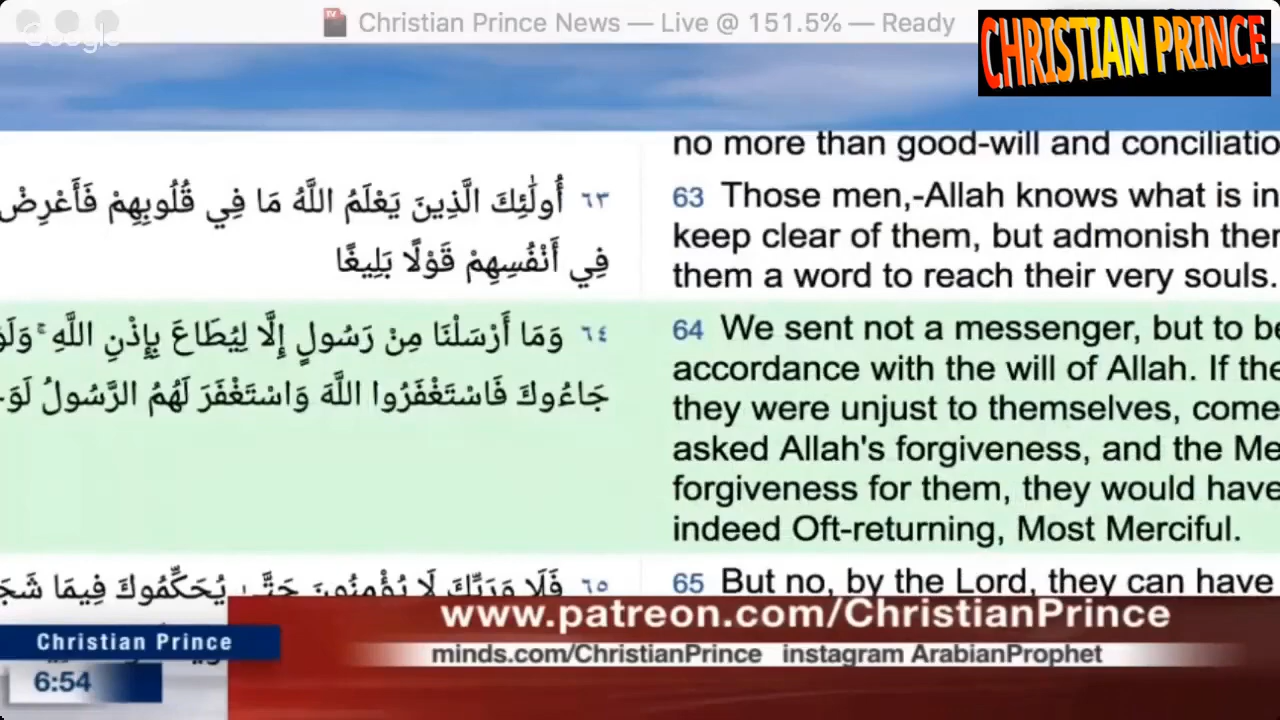 Google
Christian Prince News — Live @ 151.5% — Ready
CHRISTIAN PRINCE
no more than good-will and conciliatio
٦٣ أُولَٰئِكَ الَّذِينَ يَعْلَمُ اللَّهُ مَا فِي قُلُوبِهِمْ فَأَعْرِضْ
فِي أَنْفُسِهِمْ قَوْلًا بَلِيغًا
63 Those men,-Allah knows what is in
keep clear of them, but admonish ther
them a word to reach their very souls.
٦٤ وَمَا أَرْسَلْنَا مِنْ رَسُولٍ إِلَّا لِيُطَاعَ بِإِذْنِ اللَّهِ ۚ وَلَو
جَاءُوكَ فَاسْتَغْفَرُوا اللَّهَ وَاسْتَغْفَرَ لَهُمُ الرَّسُولُ لَوَ
64 We sent not a messenger, but to be
accordance with the will of Allah. If the
they were unjust to themselves, come
asked Allah's forgiveness, and the Me
forgiveness for them, they would have
indeed Oft-returning, Most Merciful.
٦٥ فَلَا وَرَبِّكَ لَا يُؤْمِنُونَ حَتَّىٰ يُحَكِّمُوكَ فِيمَا شَجَ
65 But no, by the Lord, they can have
www.patreon.com/ChristianPrince
Christian Prince
minds.com/ChristianPrince instagram ArabianProphet
6:54